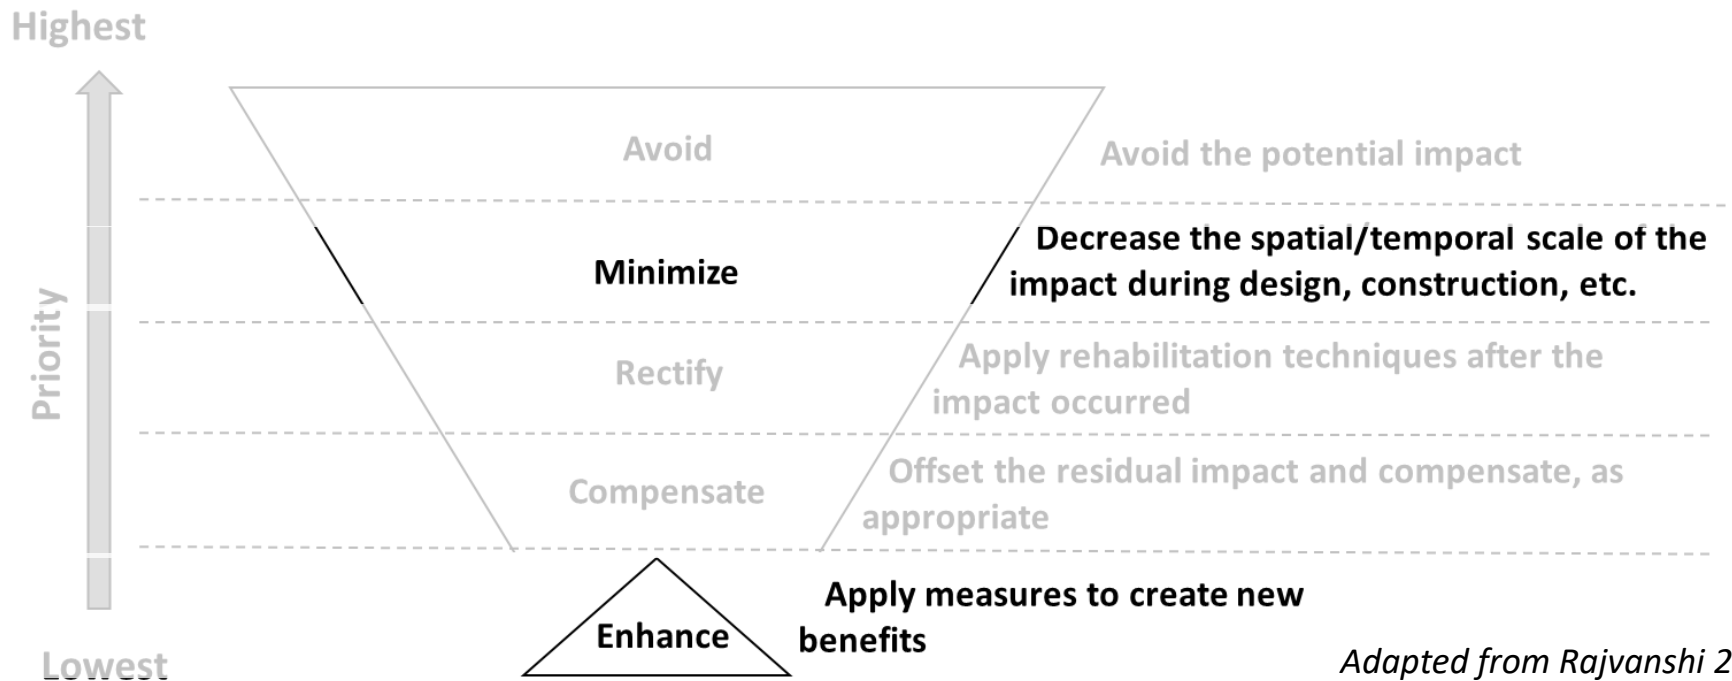 Highest
Avoid
Avoid the potential impact
Decrease the spatial/temporal scale of the
Minimize
impact during design, construction, etc.
Priority
Apply rehabilitation techniques after the
Rectify
impact occurred
Offset the residual impact and compensate, as
Compensate
appropriate
Apply measures to create new
Enhance
benefits
Lowest
Adapted from Rajvanshi 2